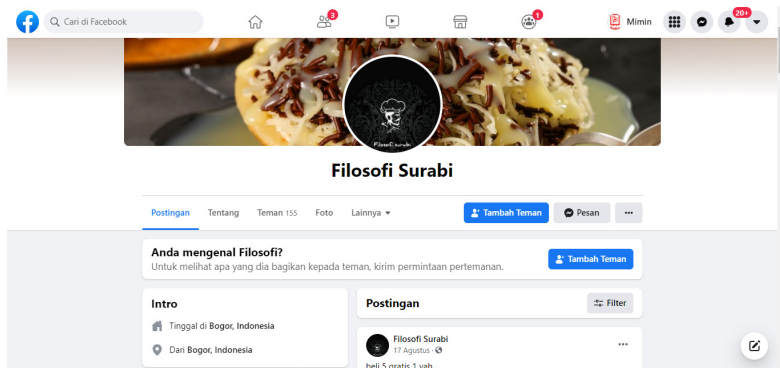 Cari di Facebook
3
1
Mimin
20+
Filosofi Surabi
Filosofi Surabi
Postingan
Tentang
Teman 155
Foto
Lainnya
Tambah Teman
Pesan
Anda mengenal Filosofi?
Untuk melihat apa yang dia bagikan kepada teman, kirim permintaan pertemanan.
Tambah Teman
Intro
Tinggal di Bogor, Indonesia
Dari Bogor, Indonesia
Postingan
Filter
Filosofi Surabi
17 Agustus ·
beli 5 gratis 1 yah